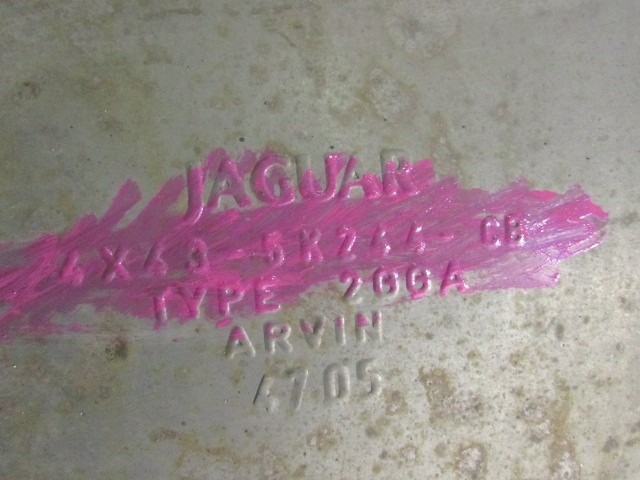 JAGUAR
4X43-5K244-CB
TYPE 200A
ARVIN
4705